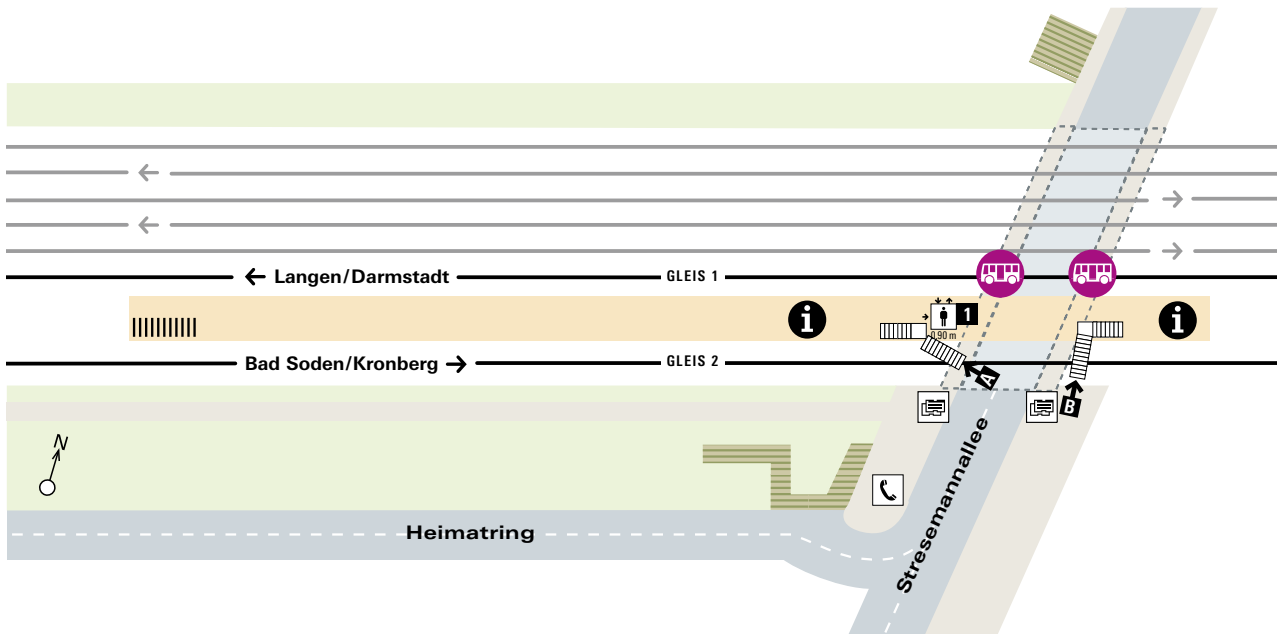 Langen/Darmstadt
GLEIS 1
i
1
i
0,90 m
Bad Soden/Kronberg
GLEIS 2
A
B
N
Stresemannallee
Heimatring